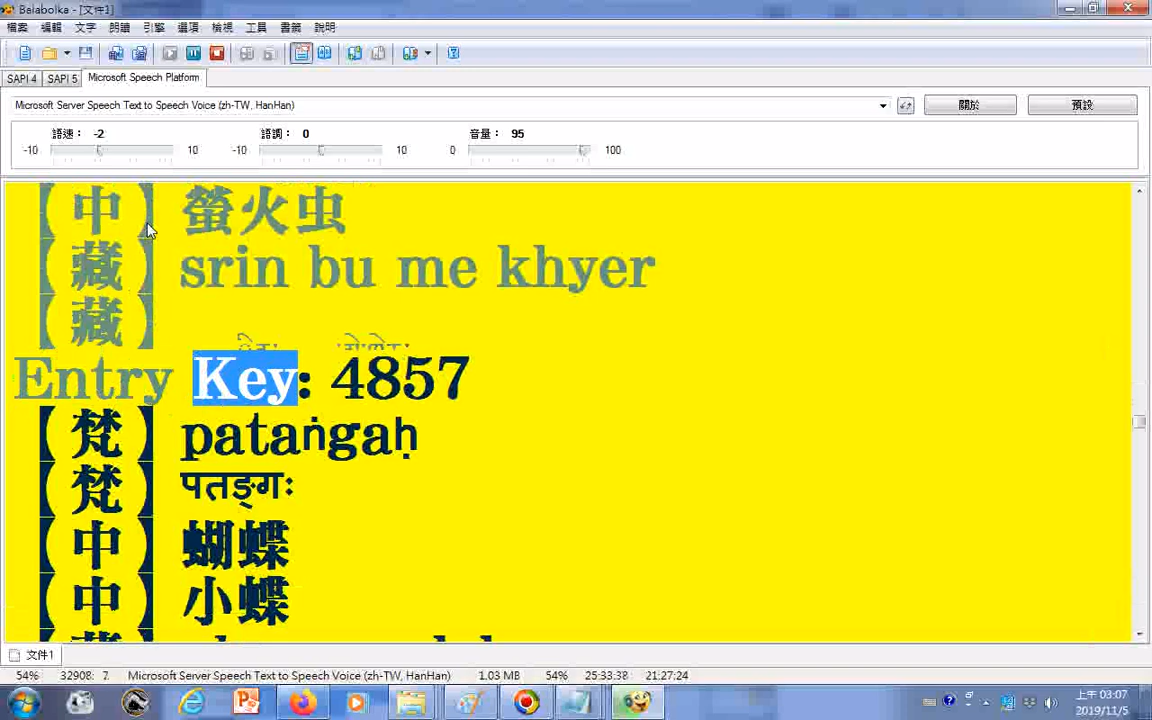 Balabolka - [文件1]
檔案 編輯 文字 朗讀 引擎 選項 檢視 工具 書籤 說明
SAPI 4 SAPI 5 Microsoft Speech Platform
Microsoft Server Speech Text to Speech Voice (zh-TW, HanHan) 關於 預設
語速： -2 語調： 0 音量： 95
-10 10 -10 10 0 100
【中】 螢火虫
【藏】 srin bu me khyer
【藏】
Entry Key: 4857
【梵】 pataṅgaḥ
【梵】 पतङ्गः
【中】 蝴蝶
【中】 小蝶
文件1
54% 32908: 7 Microsoft Server Speech Text to Speech Voice (zh-TW, HanHan) 1.03 MB 54% 25:33:38 21:27:24
上午 03:07
2019/11/5